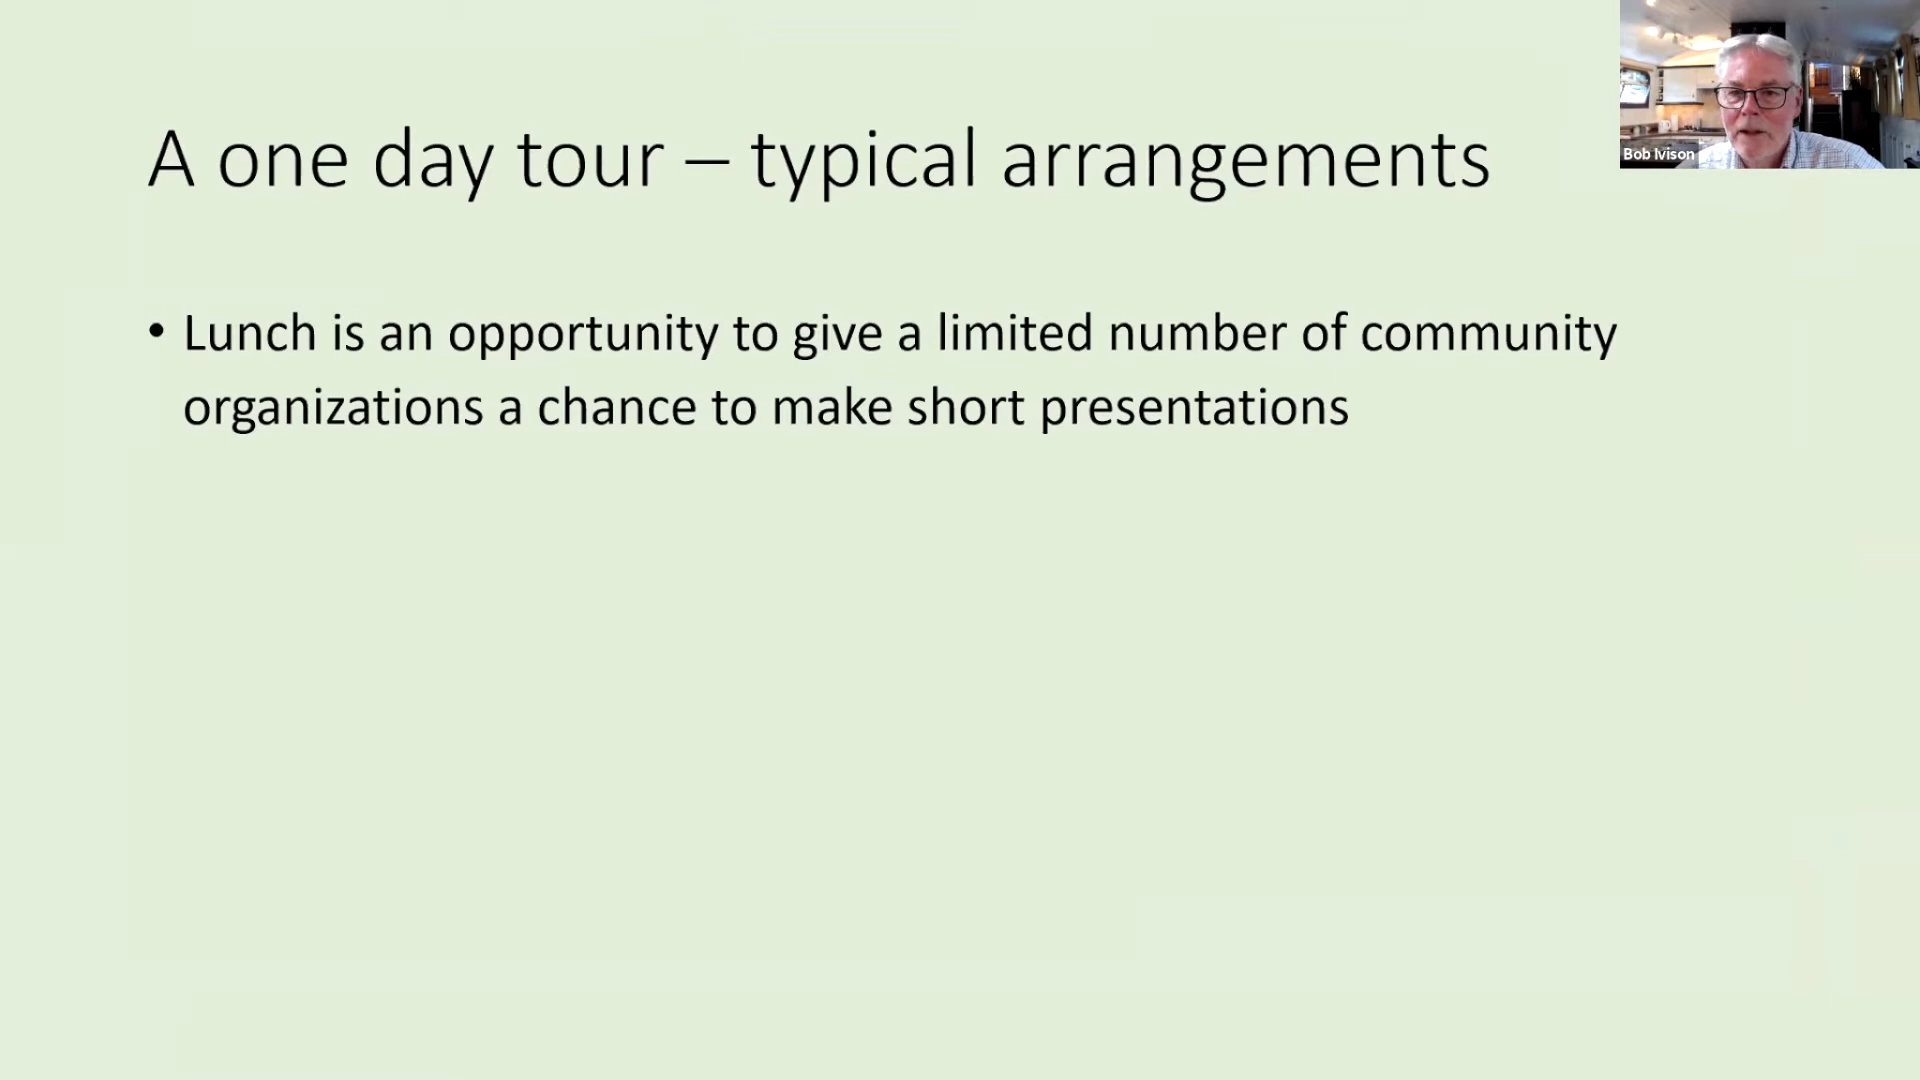 A one day tour – typical arrangements
• Lunch is an opportunity to give a limited number of community
organizations a chance to make short presentations
Bob Ivison